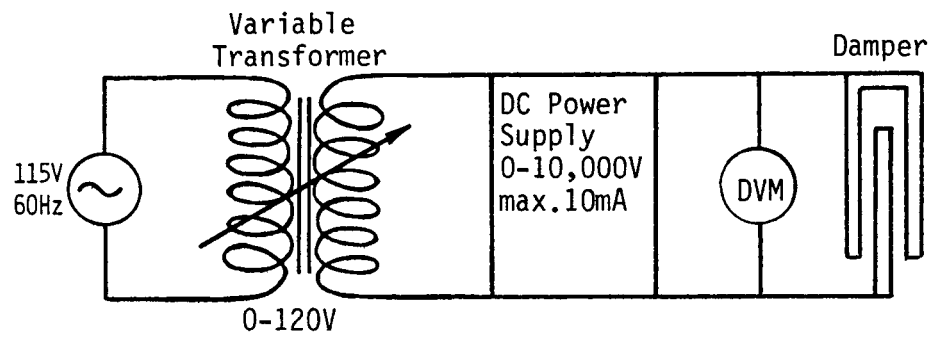 Variable
Transformer
Damper
DC Power
Supply
0-10,000V
max.10mA
115V
60Hz
DVM
0-120V